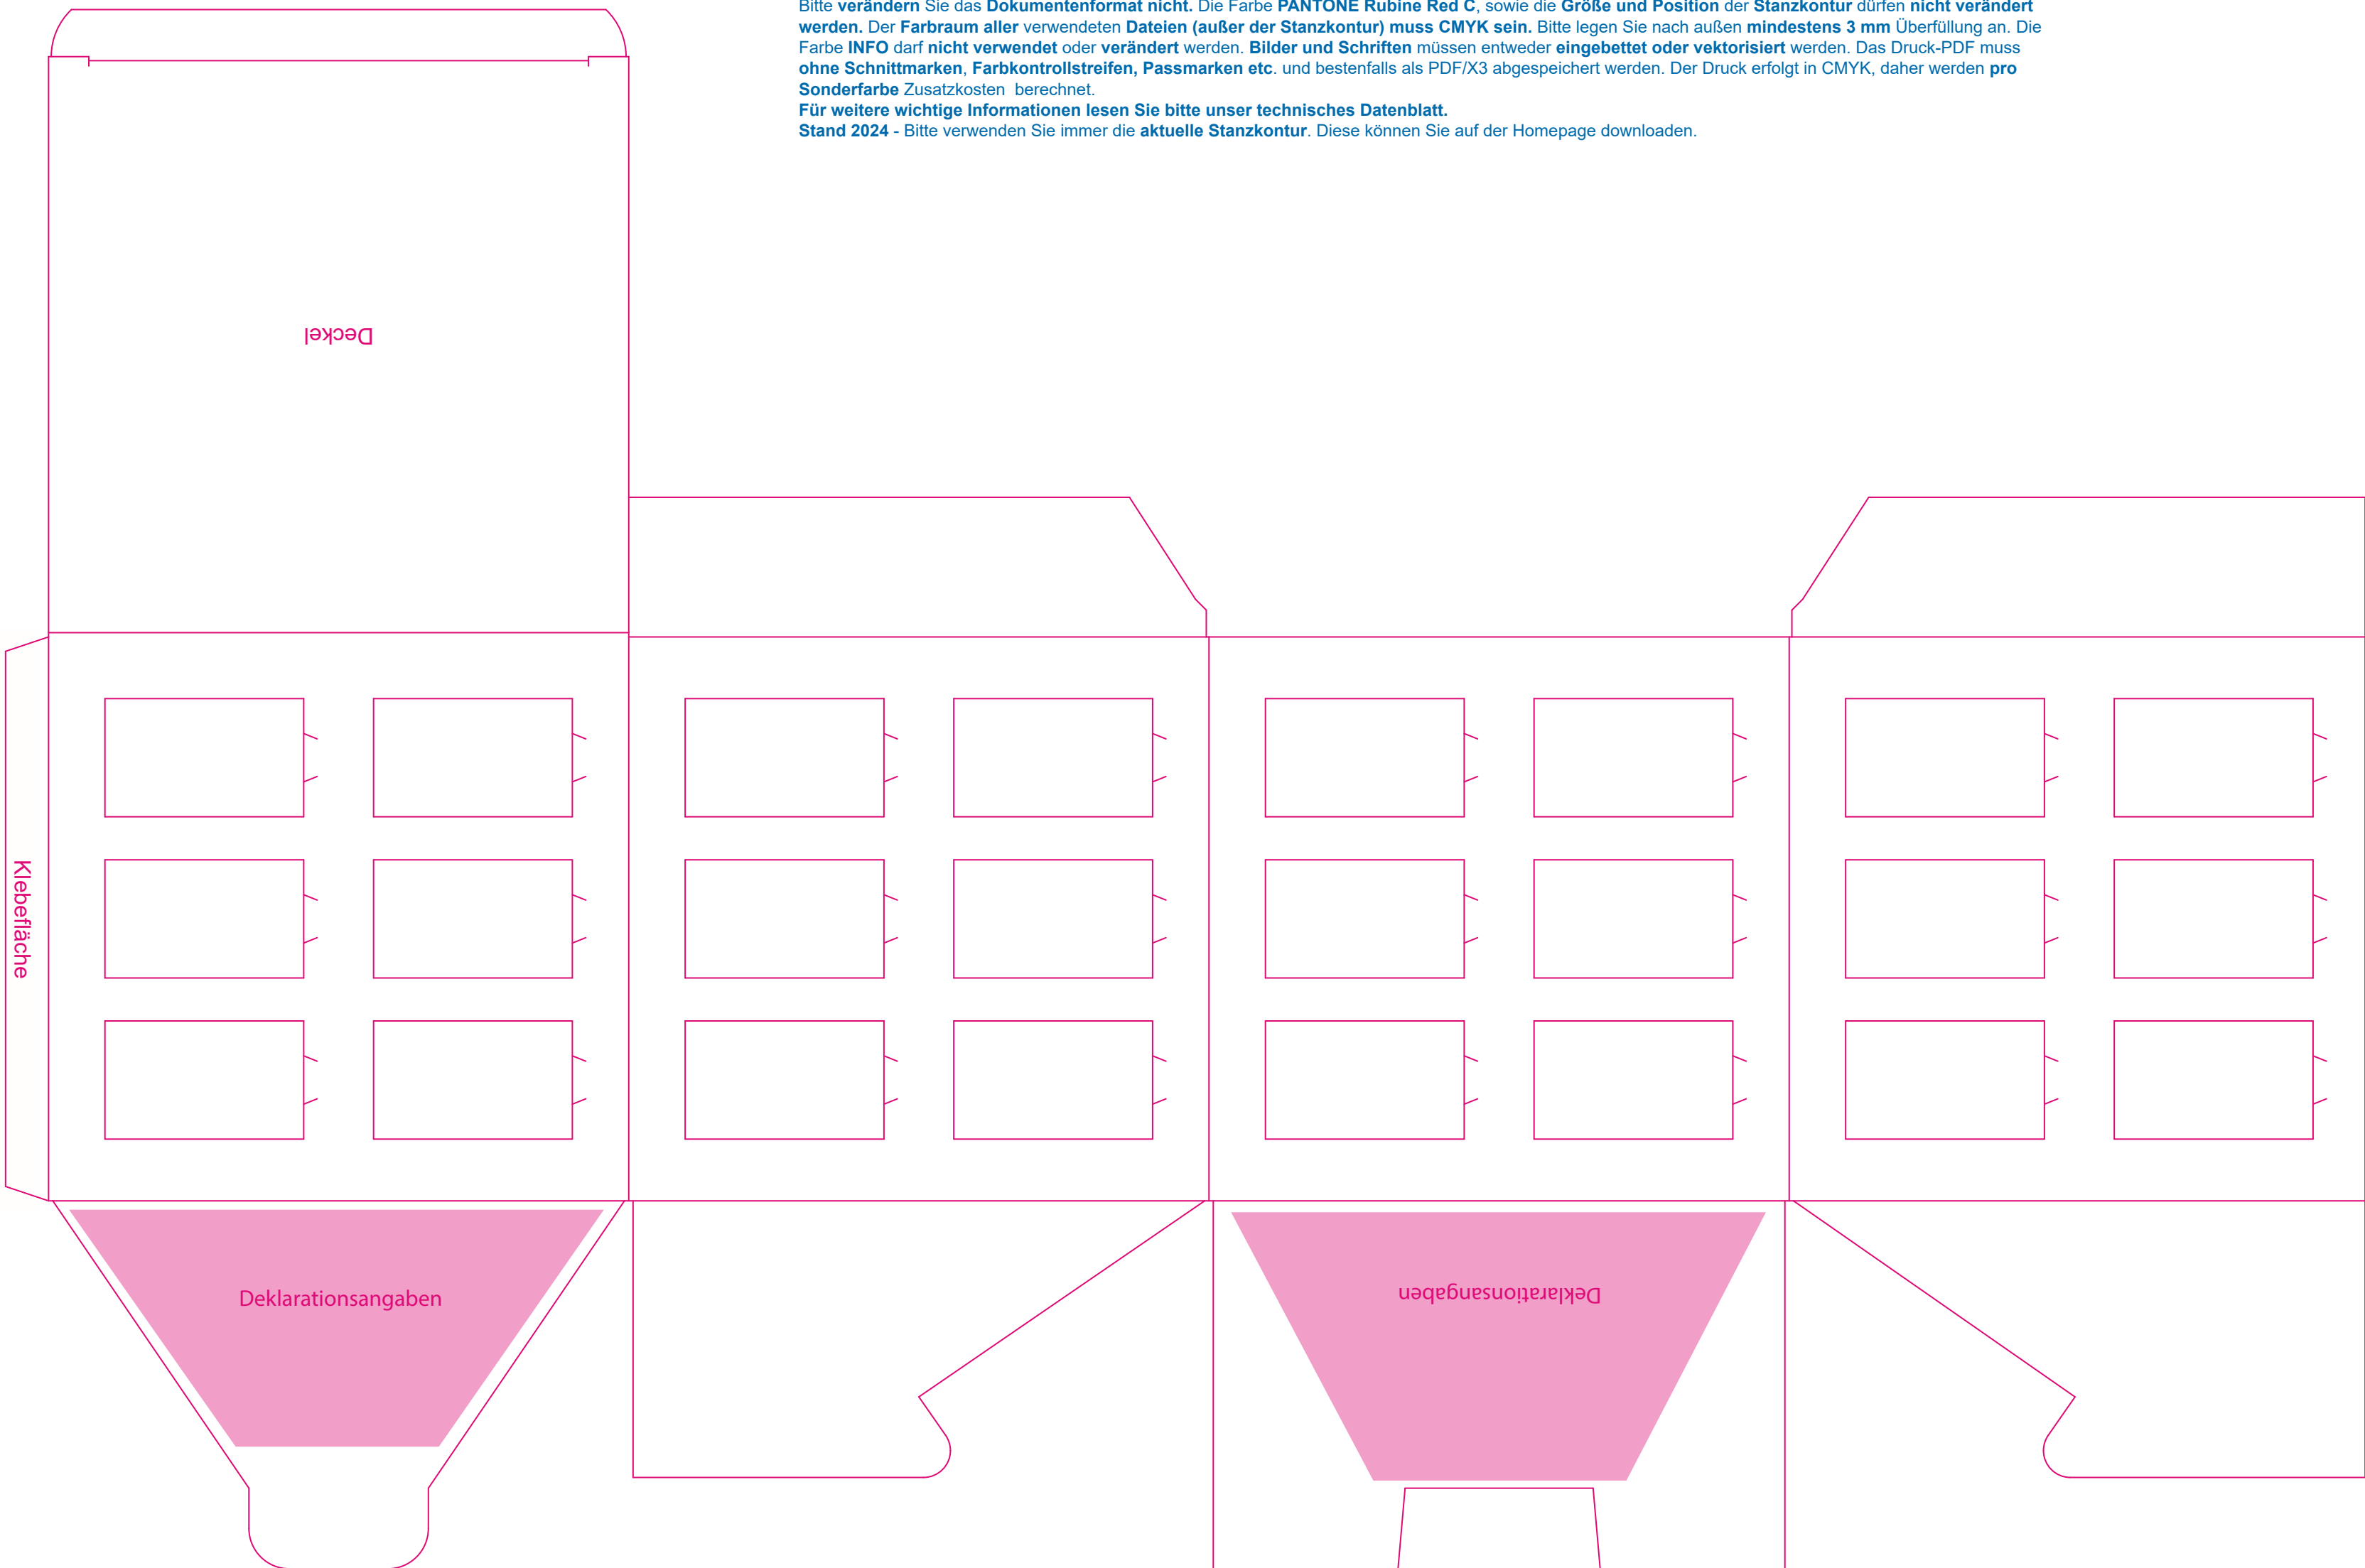 Bitte verändern Sie das Dokumentenformat nicht. Die Farbe PANTONE Rubine Red C, sowie die Größe und Position der Stanzkontur dürfen nicht verändert
werden. Der Farbraum aller verwendeten Dateien (außer der Stanzkontur) muss CMYK sein. Bitte legen Sie nach außen mindestens 3 mm Überfüllung an. Die
Farbe INFO darf nicht verwendet oder verändert werden. Bilder und Schriften müssen entweder eingebettet oder vektorisiert werden. Das Druck-PDF muss
ohne Schnittmarken, Farbkontrollstreifen, Passmarken etc. und bestenfalls als PDF/X3 abgespeichert werden. Der Druck erfolgt in CMYK, daher werden pro
Sonderfarbe Zusatzkosten  berechnet.
Für weitere wichtige Informationen lesen Sie bitte unser technisches Datenblatt.
Stand 2024 - Bitte verwenden Sie immer die aktuelle Stanzkontur. Diese können Sie auf der Homepage downloaden.
Deckel
Klebefläche
Deklarationsangaben
Deklarationsangaben